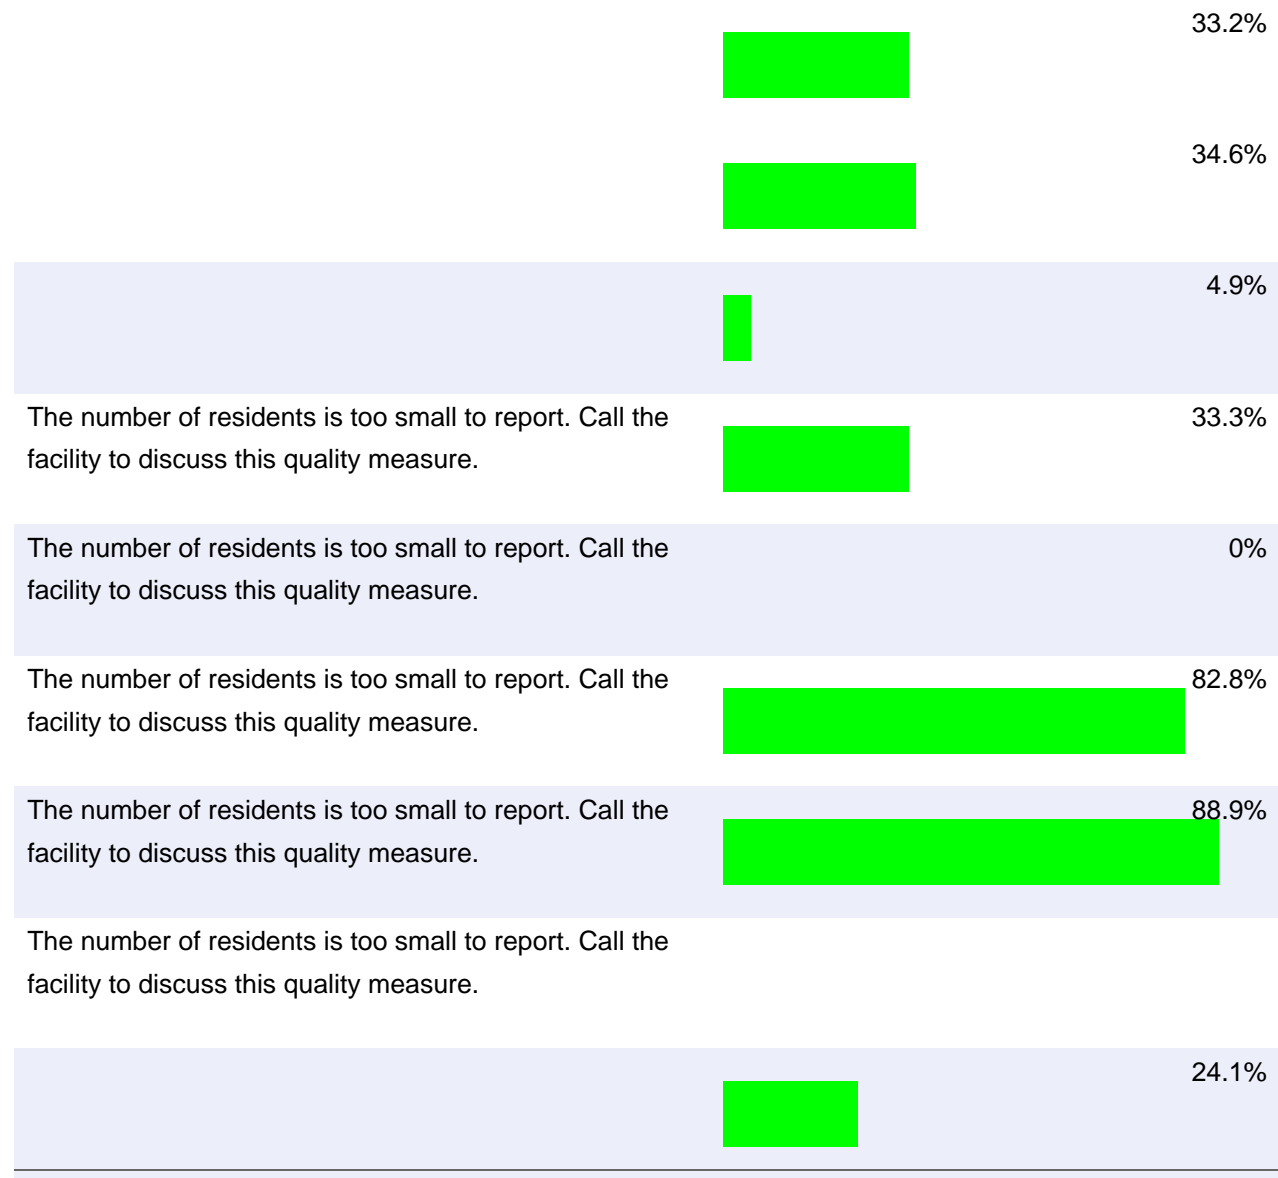 33.2%
34.6%
4.9%
The number of residents is too small to report. Call the
facility to discuss this quality measure.
33.3%
The number of residents is too small to report. Call the
facility to discuss this quality measure.
0%
The number of residents is too small to report. Call the
facility to discuss this quality measure.
82.8%
The number of residents is too small to report. Call the
facility to discuss this quality measure.
88.9%
The number of residents is too small to report. Call the
facility to discuss this quality measure.
24.1%